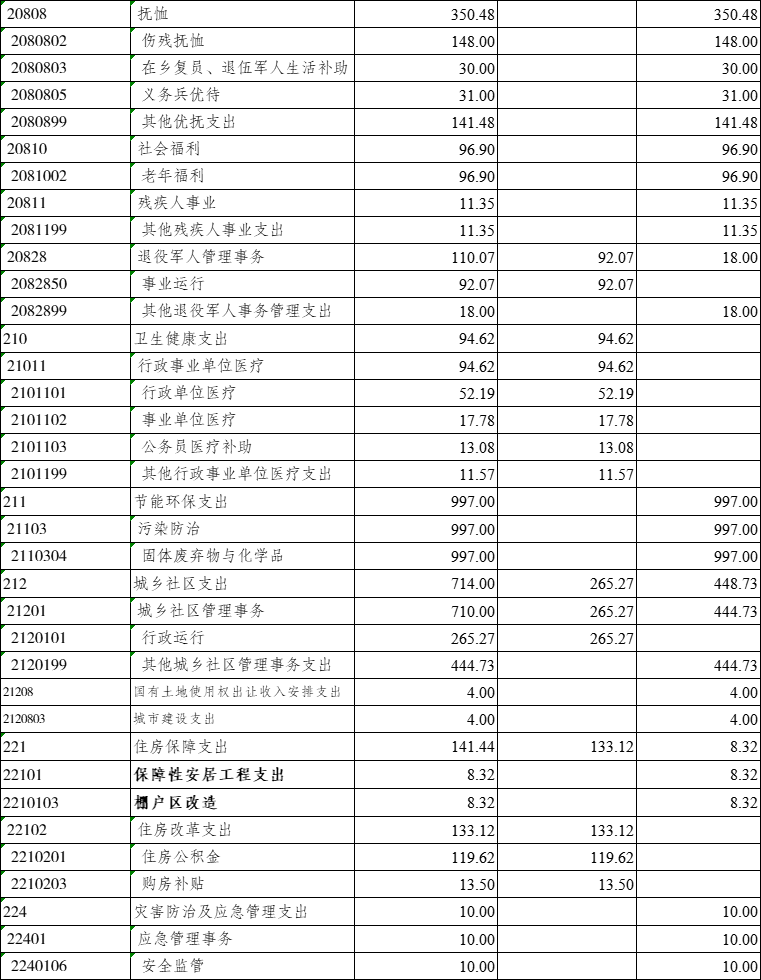 20808 抚恤 350.48 350.48
2080802 伤残抚恤 148.00 148.00
2080803 在乡复员、退伍军人生活补助 30.00 30.00
2080805 义务兵优待 31.00 31.00
2080899 其他优抚支出 141.48 141.48
20810 社会福利 96.90 96.90
2081002 老年福利 96.90 96.90
20811 残疾人事业 11.35 11.35
2081199 其他残疾人事业支出 11.35 11.35
20828 退役军人管理事务 110.07 92.07 18.00
2082850 事业运行 92.07 92.07
2082899 其他退役军人事务管理支出 18.00 18.00
210 卫生健康支出 94.62 94.62
21011 行政事业单位医疗 94.62 94.62
2101101 行政单位医疗 52.19 52.19
2101102 事业单位医疗 17.78 17.78
2101103 公务员医疗补助 13.08 13.08
2101199 其他行政事业单位医疗支出 11.57 11.57
211 节能环保支出 997.00 997.00
21103 污染防治 997.00 997.00
2110304 固体废弃物与化学品 997.00 997.00
212 城乡社区支出 714.00 265.27 448.73
21201 城乡社区管理事务 710.00 265.27 444.73
2120101 行政运行 265.27 265.27
2120199 其他城乡社区管理事务支出 444.73 444.73
21208 国有土地使用权出让收入安排支出 4.00 4.00
2120803 城市建设支出 4.00 4.00
221 住房保障支出 141.44 133.12 8.32
22101 保障性安居工程支出 8.32 8.32
2210103 棚户区改造 8.32 8.32
22102 住房改革支出 133.12 133.12
2210201 住房公积金 119.62 119.62
2210203 购房补贴 13.50 13.50
224 灾害防治及应急管理支出 10.00 10.00
22401 应急管理事务 10.00 10.00
2240106 安全监管 10.00 10.00